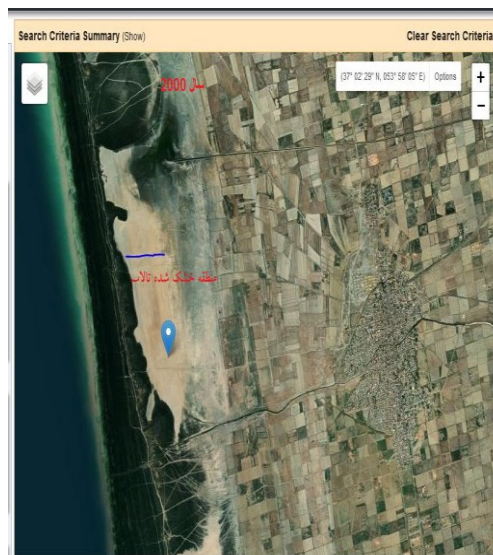 Search Criteria Summary (Show) Clear Search Criteria
(37° 02' 29" N, 053° 58' 05" E) Options
+
−
سال 2000
منطقه خشک شده تالاب